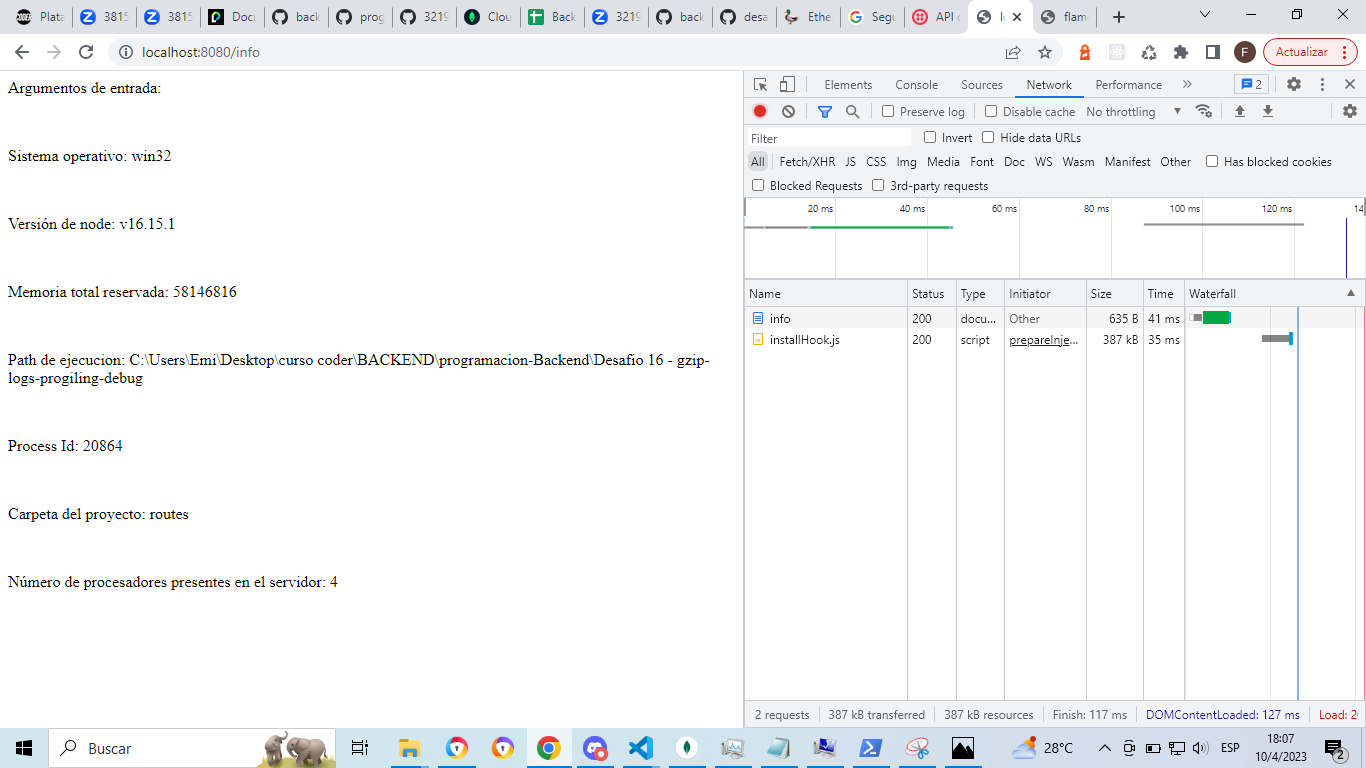 Plata
3815
3815
Docu
back
prog
3219
Clou
Back
3219
back
desa
Ethe
Segu
API
flam
localhost:8080/info
F
Actualizar
Argumentos de entrada:
Sistema operativo: win32
Versión de node: v16.15.1
Memoria total reservada: 58146816
Path de ejecucion: C:\Users\Emi\Desktop\curso coder\BACKEND\programacion-Backend\Desafio 16 - gzip-
logs-progiling-debug
Process Id: 20864
Carpeta del proyecto: routes
Número de procesadores presentes en el servidor: 4
Elements Console Sources Network Performance 2
Preserve log Disable cache No throttling
Filter Invert Hide data URLs
All Fetch/XHR JS CSS Img Media Font Doc WS Wasm Manifest Other Has blocked cookies
Blocked Requests 3rd-party requests
20 ms 40 ms 60 ms 80 ms 100 ms 120 ms 14
Name Status Type Initiator Size Time Waterfall
info 200 docu... Other 635 B 41 ms
installHook.js 200 script prepareInje... 387 kB 35 ms
2 requests 387 kB transferred 387 kB resources Finish: 117 ms DOMContentLoaded: 127 ms Load: 2
Buscar
28°C
ESP
18:07
10/4/2023
2